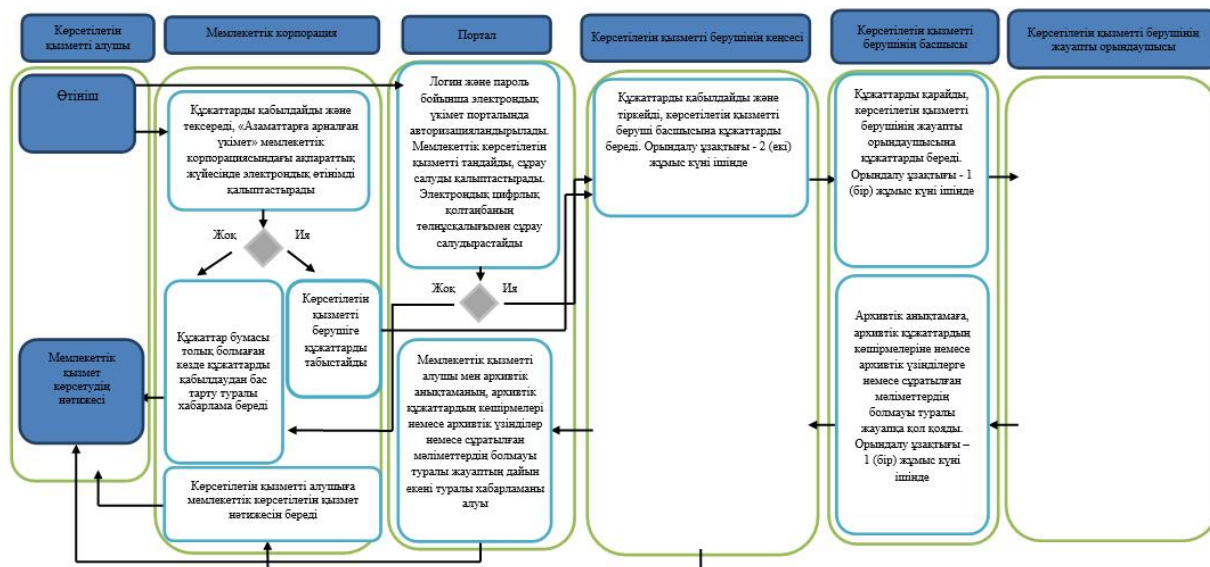 Көрсетілетін
қызметті алушы
Мемлекеттік корпорация
Портал
Көрсетілетін қызметті берушінің кеңсесі
Көрсетілетін қызметті
берушінің басшысы
Көрсетілетін қызметті берушінің
жауапты орындаушысы
Өтініш
Құжаттарды қабылдайды және
тексереді, «Азаматтарға арналған
үкімет» мемлекеттік
корпорациясындағы ақпараттық
жүйесінде электрондық өтінімді
қалыптастырады
Жоқ
Ия
Құжаттар бумасы
толық болмаған
кезде құжаттарды
қабылдаудан бас
тарту туралы
хабарлама береді
Көрсетілетін
қызметті
берушіге
құжаттарды
табыстайды
Көрсетілетін қызметті алушыға
мемлекеттік көрсетілетін қызмет
нәтижесін береді
Мемлекеттік
қызмет
көрсетудің
нәтижесі
Логин және пароль
бойынша электрондық
үкімет порталында
авторизацияландырылады.
Мемлекеттік көрсетілетін
қызметті таңдайды, сұрау
салуды қалыптастырады.
Электрондық цифрлық
қолтаңбаның
төлнұсқалығымен сұрау
салудырастайды
Жоқ
Ия
Мемлекеттік қызметті
алушы мен архивтік
анықтаманың, архивтік
құжаттардың көшірмелері
немесе архивтік үзінділер
немесе сұратылған
мәліметтердің болмауы
туралы жауаптың дайын
екені туралы хабарламаны
алуы
Құжаттарды қабылдайды және
тіркейді, көрсетілетін қызметті
беруші басшысына құжаттарды
береді. Орындалу ұзақтығы - 2 (екі)
жұмыс күні ішінде
Құжаттарды қарайды,
көрсетілетін қызметті
берушінің жауапты
орындаушысына
құжаттарды береді.
Орындалу ұзақтығы - 1
(бір) жұмыс күні ішінде
Архивтік анықтамаға,
архивтік құжаттардың
көшірмелеріне немесе
архивтік үзінділерге
немесе сұратылған
мәліметтердің
болмауы туралы
жауапқа қол қояды.
Орындалу ұзақтығы –
1 (бір) жұмыс күні
ішінде